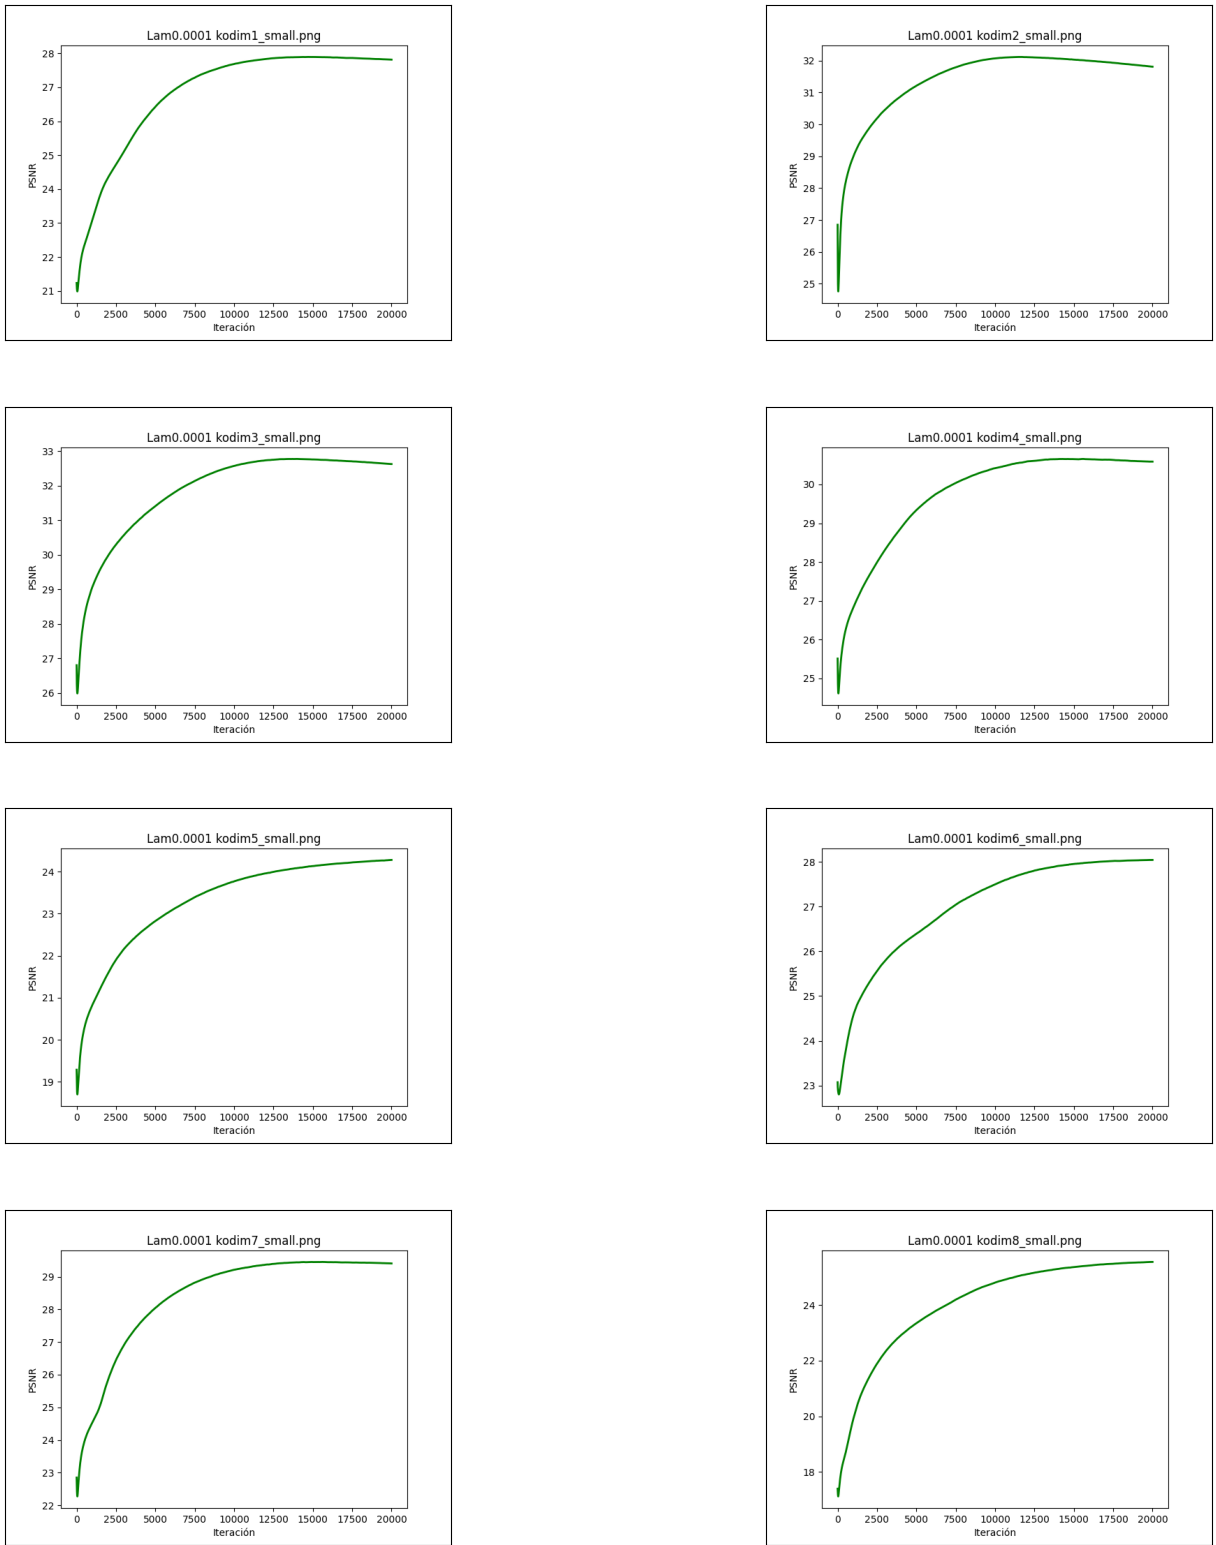 Lam0.0001 kodim1_small.png
28
27
26
25
24
23
22
21
PSNR
0 2500 5000 7500 10000 12500 15000 17500 20000
Iteración
Lam0.0001 kodim2_small.png
32
31
30
29
28
27
26
25
PSNR
0 2500 5000 7500 10000 12500 15000 17500 20000
Iteración
Lam0.0001 kodim3_small.png
33
32
31
30
29
28
27
26
PSNR
0 2500 5000 7500 10000 12500 15000 17500 20000
Iteración
Lam0.0001 kodim4_small.png
30
29
28
27
26
25
PSNR
0 2500 5000 7500 10000 12500 15000 17500 20000
Iteración
Lam0.0001 kodim5_small.png
24
23
22
21
20
19
PSNR
0 2500 5000 7500 10000 12500 15000 17500 20000
Iteración
Lam0.0001 kodim6_small.png
28
27
26
25
24
23
PSNR
0 2500 5000 7500 10000 12500 15000 17500 20000
Iteración
Lam0.0001 kodim7_small.png
29
28
27
26
25
24
23
22
PSNR
0 2500 5000 7500 10000 12500 15000 17500 20000
Iteración
Lam0.0001 kodim8_small.png
24
22
20
18
PSNR
0 2500 5000 7500 10000 12500 15000 17500 20000
Iteración